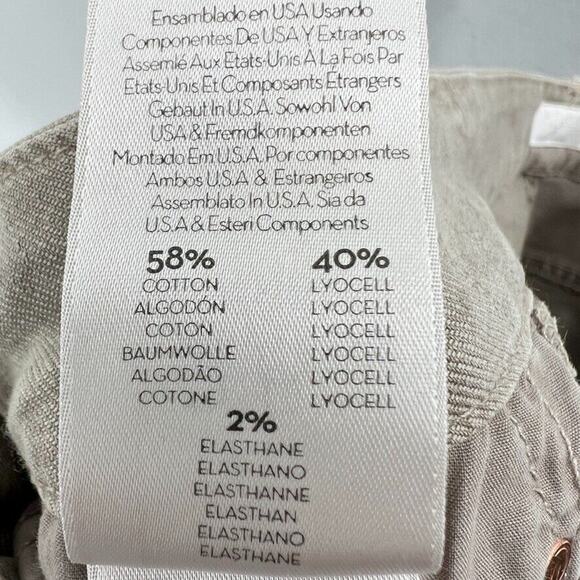 Ensamblado en USA Usando
Componentes De USA Y Extranjeros
Assemié Aux Etats-Unis A La Fois Par
Etats-Unis Et Composants Etrangers
Gebaut In U.S.A. Sowohl Von
USA & Fremdkomponenten
Montado Em U.S.A. Por componentes
Ambos U.S.A & Estrangeiros
Assemblato In U.S.A. Sia da
U.S.A & Esteri Components
58% 40%
COTTON LYOCELL
ALGODÓN LYOCELL
COTON LYOCELL
BAUMWOLLE LYOCELL
ALGODÃO LYOCELL
COTONE LYOCELL
2%
ELASTHANE
ELASTHANO
ELASTHANNE
ELASTHAN
ELASTHANO
ELASTHANE